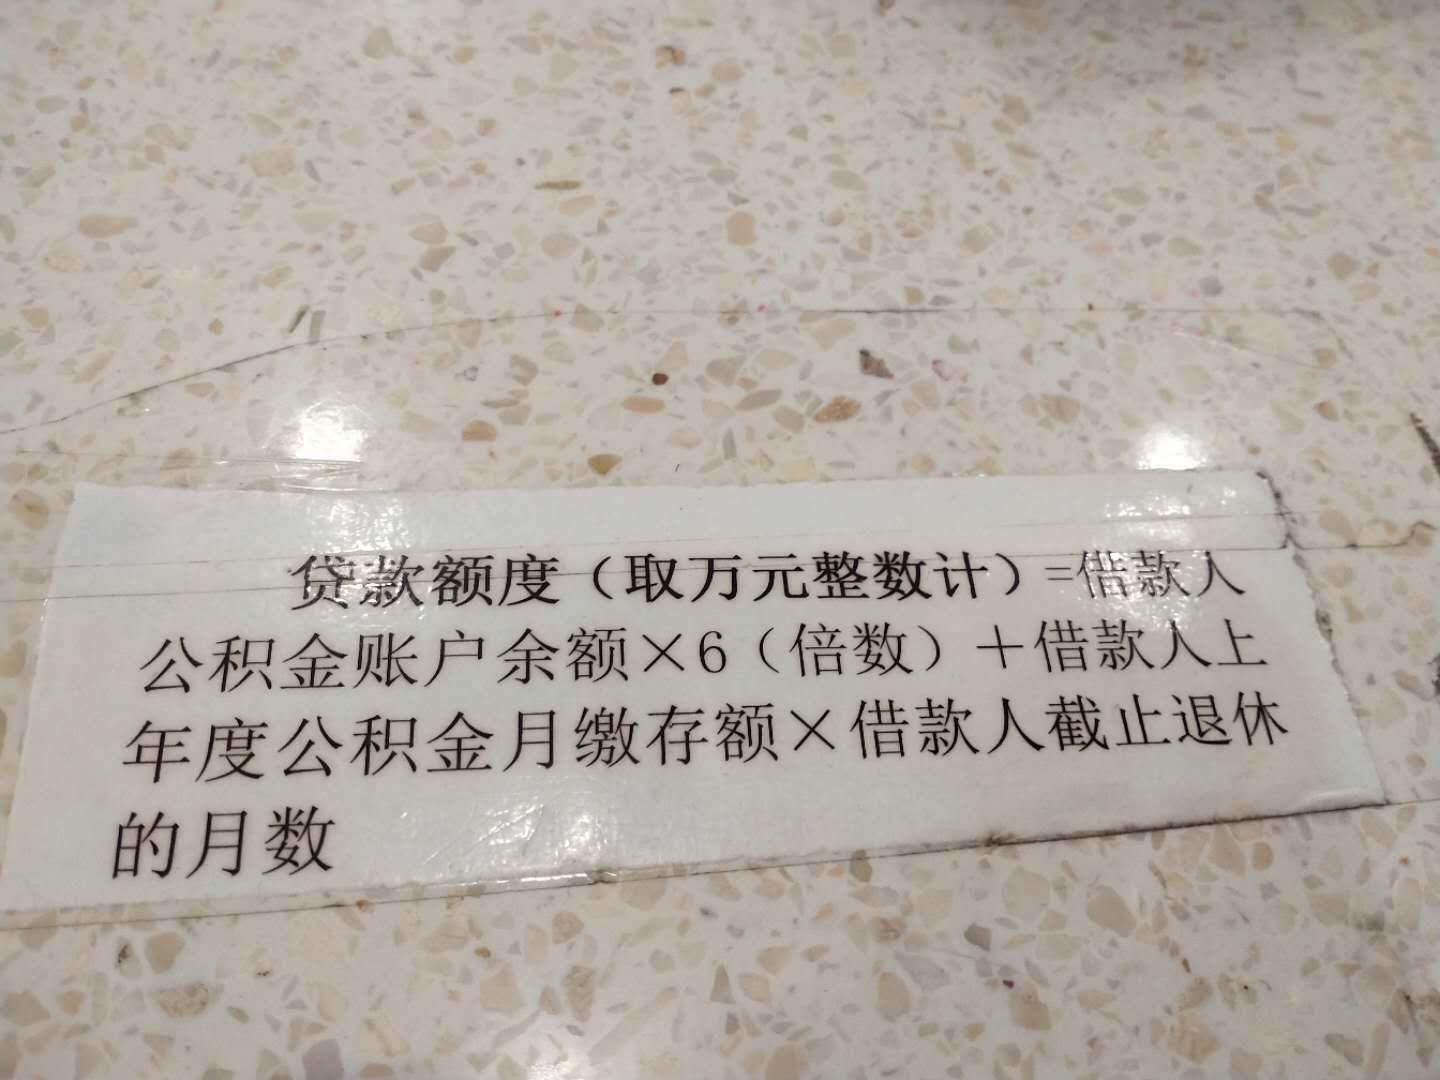 贷款额度（取万元整数计）=借款人
公积金账户余额×6（倍数）＋借款人上
年度公积金月缴存额×借款人截止退休
的月数